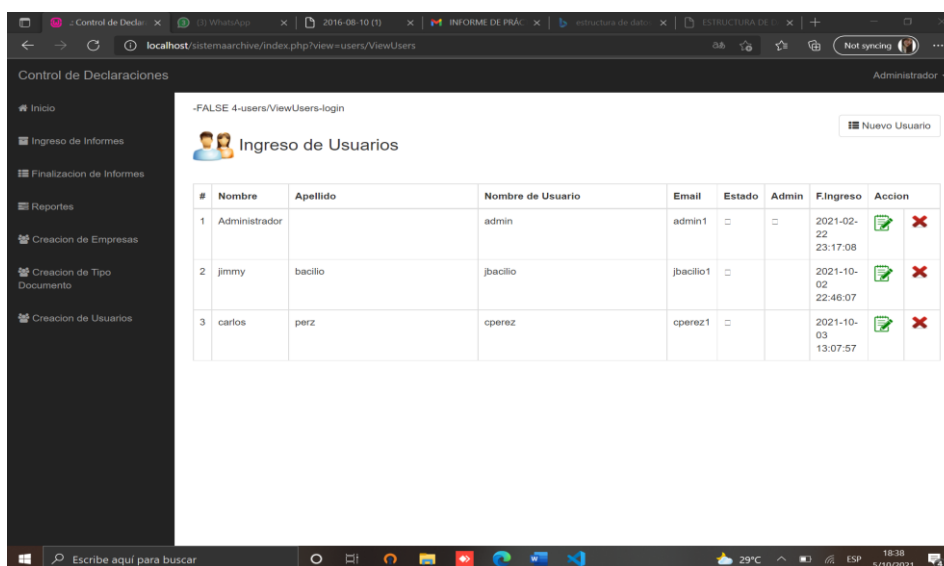 : Control de Declar
(3) WhatsApp
2016-08-10 (1)
INFORME DE PRÁC
estructura de dato
ESTRUCTURA DE D
localhost/sistemaarchive/index.php?view=users/ViewUsers
Not syncing
Control de Declaraciones
Administrador
Inicio
Ingreso de Informes
Finalizacion de Informes
Reportes
Creacion de Empresas
Creacion de Tipo
Documento
Creacion de Usuarios
-FALSE 4-users/ViewUsers-login
Nuevo Usuario
Ingreso de Usuarios
# Nombre Apellido Nombre de Usuario Email Estado Admin F.Ingreso Accion
1 Administrador admin admin1 2021-02-
22
23:17:08
2 jimmy bacilio jbacilio jbacilio1 2021-10-
02
22:46:07
3 carlos perz cperez cperez1 2021-10-
03
13:07:57
Escribe aquí para buscar
29°C ESP 18:38
5/10/2021